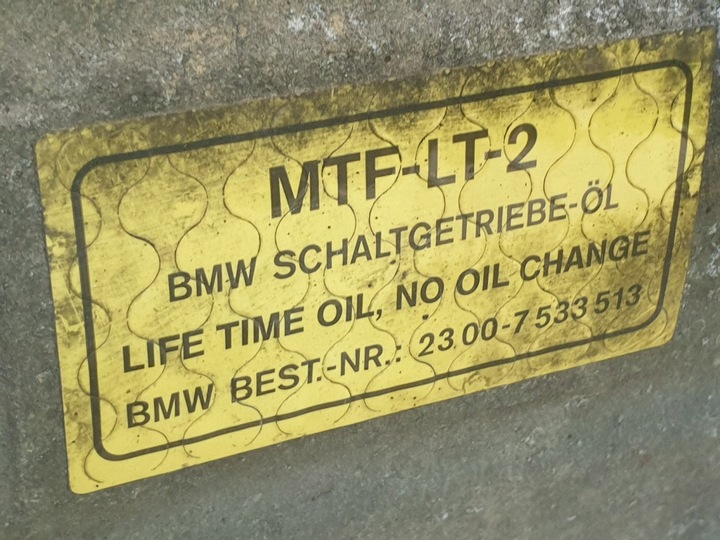 MTF-LT-2
BMW SCHALTGETRIEBE-ÖL
LIFE TIME OIL, NO OIL CHANGE
BMW BEST.-NR.: 23 00-7 533 513